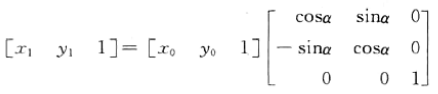 [x₁ y₁ 1] = [x₀ y₀ 1] ⎡ cosα sinα 0⎤
⎢− sinα cosα 0⎥
⎣ 0 0 1⎦